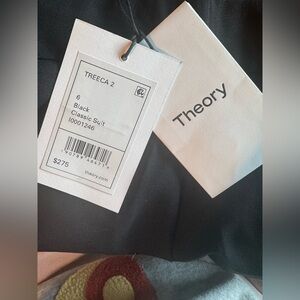 TREECA 2
6
Black
Classic Suit
I0001246
$275
theory.com
Theory